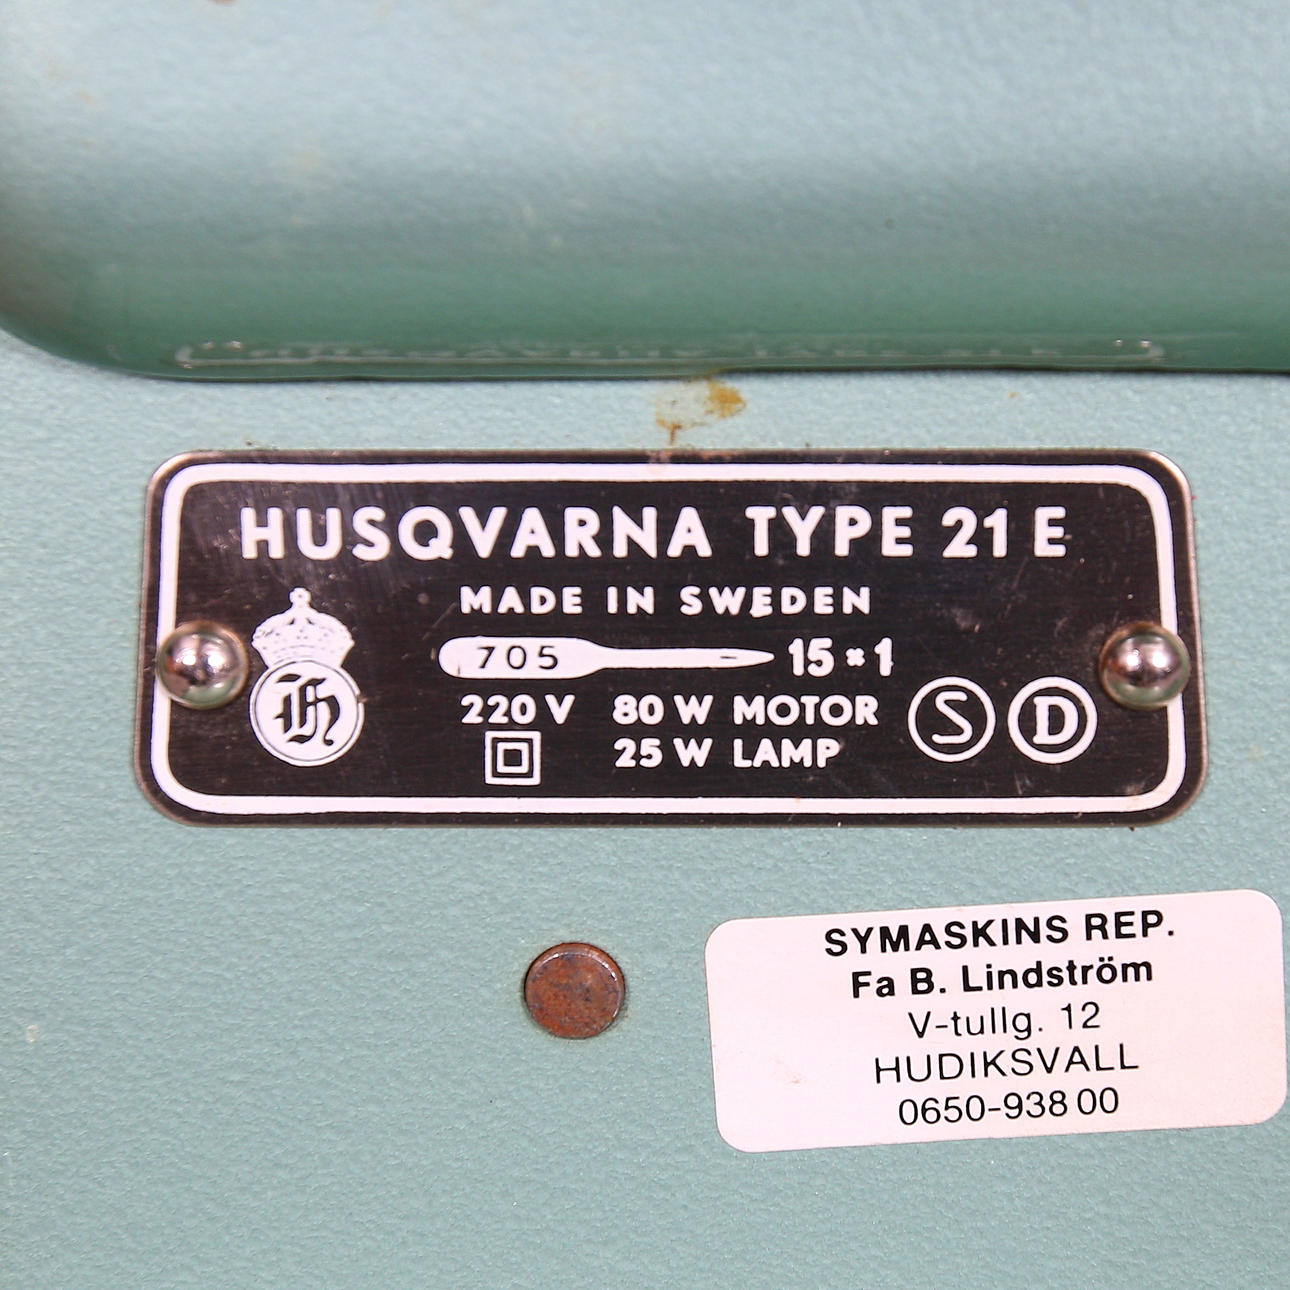 HUSQVARNA TYPE 21 E
MADE IN SWEDEN
705 15 × 1
H
220 V 80 W MOTOR
25 W LAMP
S D
SYMASKINS REP.
Fa B. Lindström
V-tullg. 12
HUDIKSVALL
0650-938 00